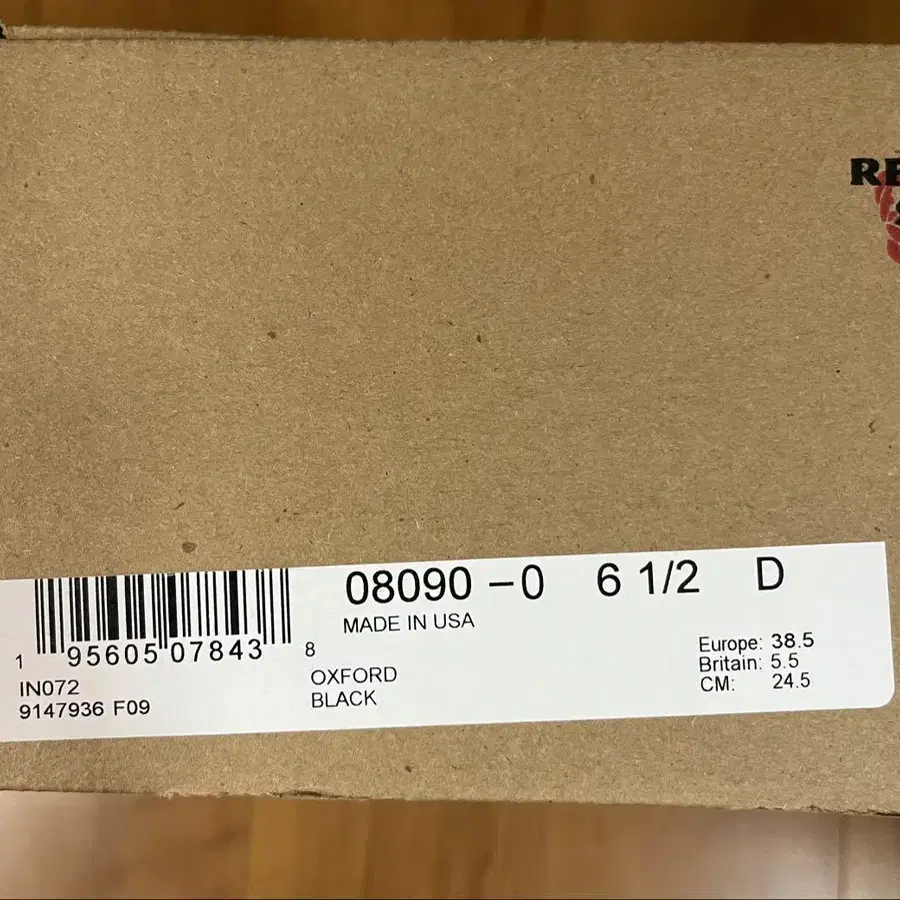 08090 -0 6 1/2 D
MADE IN USA
1 95605 07843 8
IN072
9147936 F09
OXFORD
BLACK
Europe: 38.5
Britain: 5.5
CM: 24.5